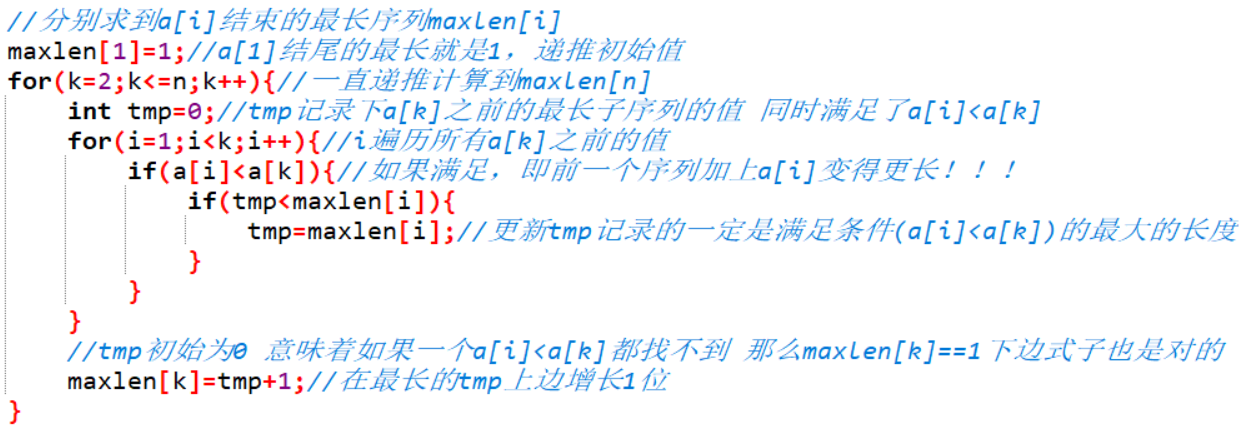 //分别求到a[i]结束的最长序列maxlen[i]
maxlen[1]=1;//a[1]结尾的最长就是1，递推初始值
for(k=2;k<=n;k++){//一直递推计算到maxlen[n]
    int tmp=0;//tmp记录下a[k]之前的最长子序列的值 同时满足了a[i]<a[k]
    for(i=1;i<k;i++){//i遍历所有a[k]之前的值
        if(a[i]<a[k]){//如果满足，即前一个序列加上a[i]变得更长！！！
            if(tmp<maxlen[i]){
                tmp=maxlen[i];//更新tmp记录的一定是满足条件(a[i]<a[k])的最大的长度
            }
        }
    }
    //tmp初始为0 意味着如果一个a[i]<a[k]都找不到 那么maxlen[k]==1下边式子也是对的
    maxlen[k]=tmp+1;//在最长的tmp上边增长1位
}